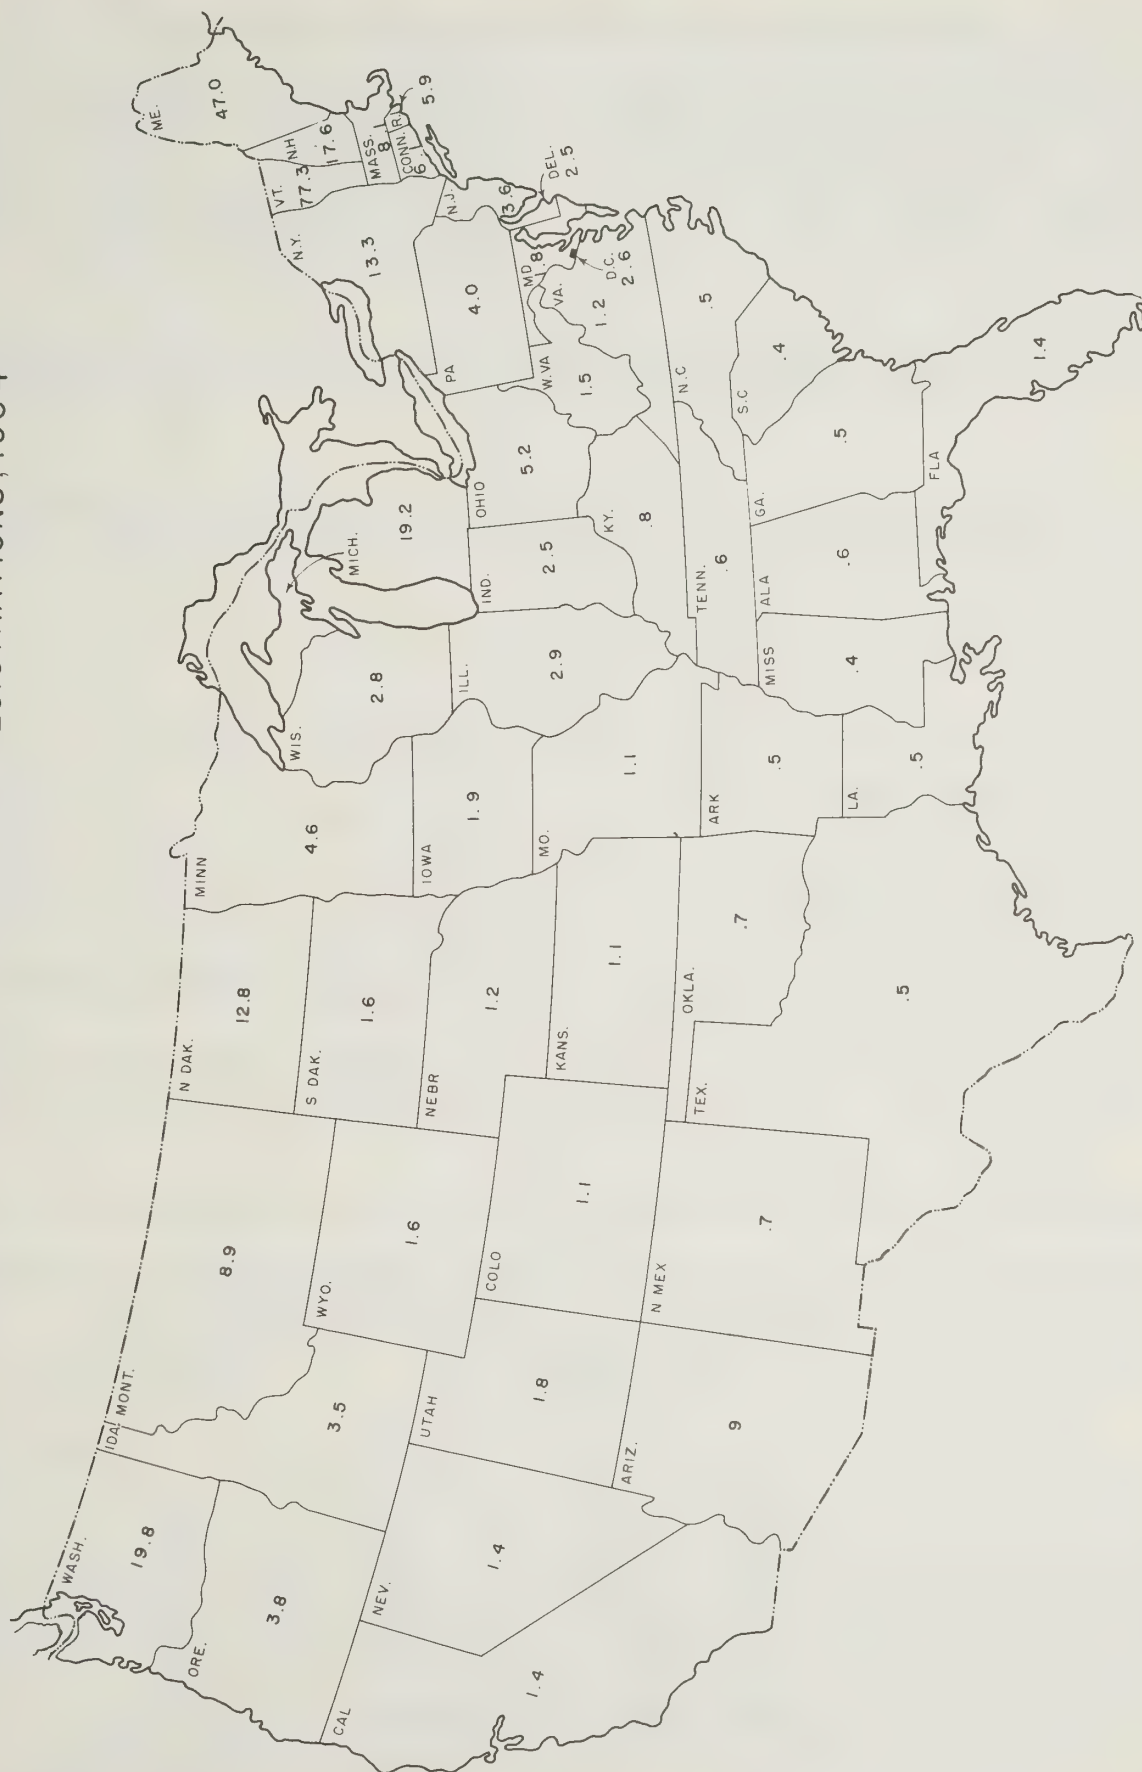 WASH.
19.8
ORE.
3.8
CAL
1.4
NEV.
1.4
IDA.
3.5
MONT.
8.9
WYO.
1.6
UTAH
1.8
ARIZ.
9
COLO
1.1
N MEX
.7
N DAK.
12.8
S DAK.
1.6
NEBR
1.2
KANS.
1.1
OKLA.
.7
TEX.
.5
MINN
4.6
IOWA
1.9
MO.
1.1
ARK
.5
LA.
.5
WIS.
2.8
ILL.
2.9
MICH.
19.2
IND.
2.5
OHIO
5.2
KY.
.8
TENN.
.6
MISS
.4
ALA
.6
GA.
.5
FLA
1.4
S.C
.4
N.C
.5
VA.
1.2
W.VA
1.5
MD
1.8
D.C.
2.6
DEL.
2.5
PA
4.0
N.J.
3.6
N.Y.
13.3
CONN.
6
R.I.
5.9
MASS.
8
VT.
77.3
N.H
17.6
ME.
47.0